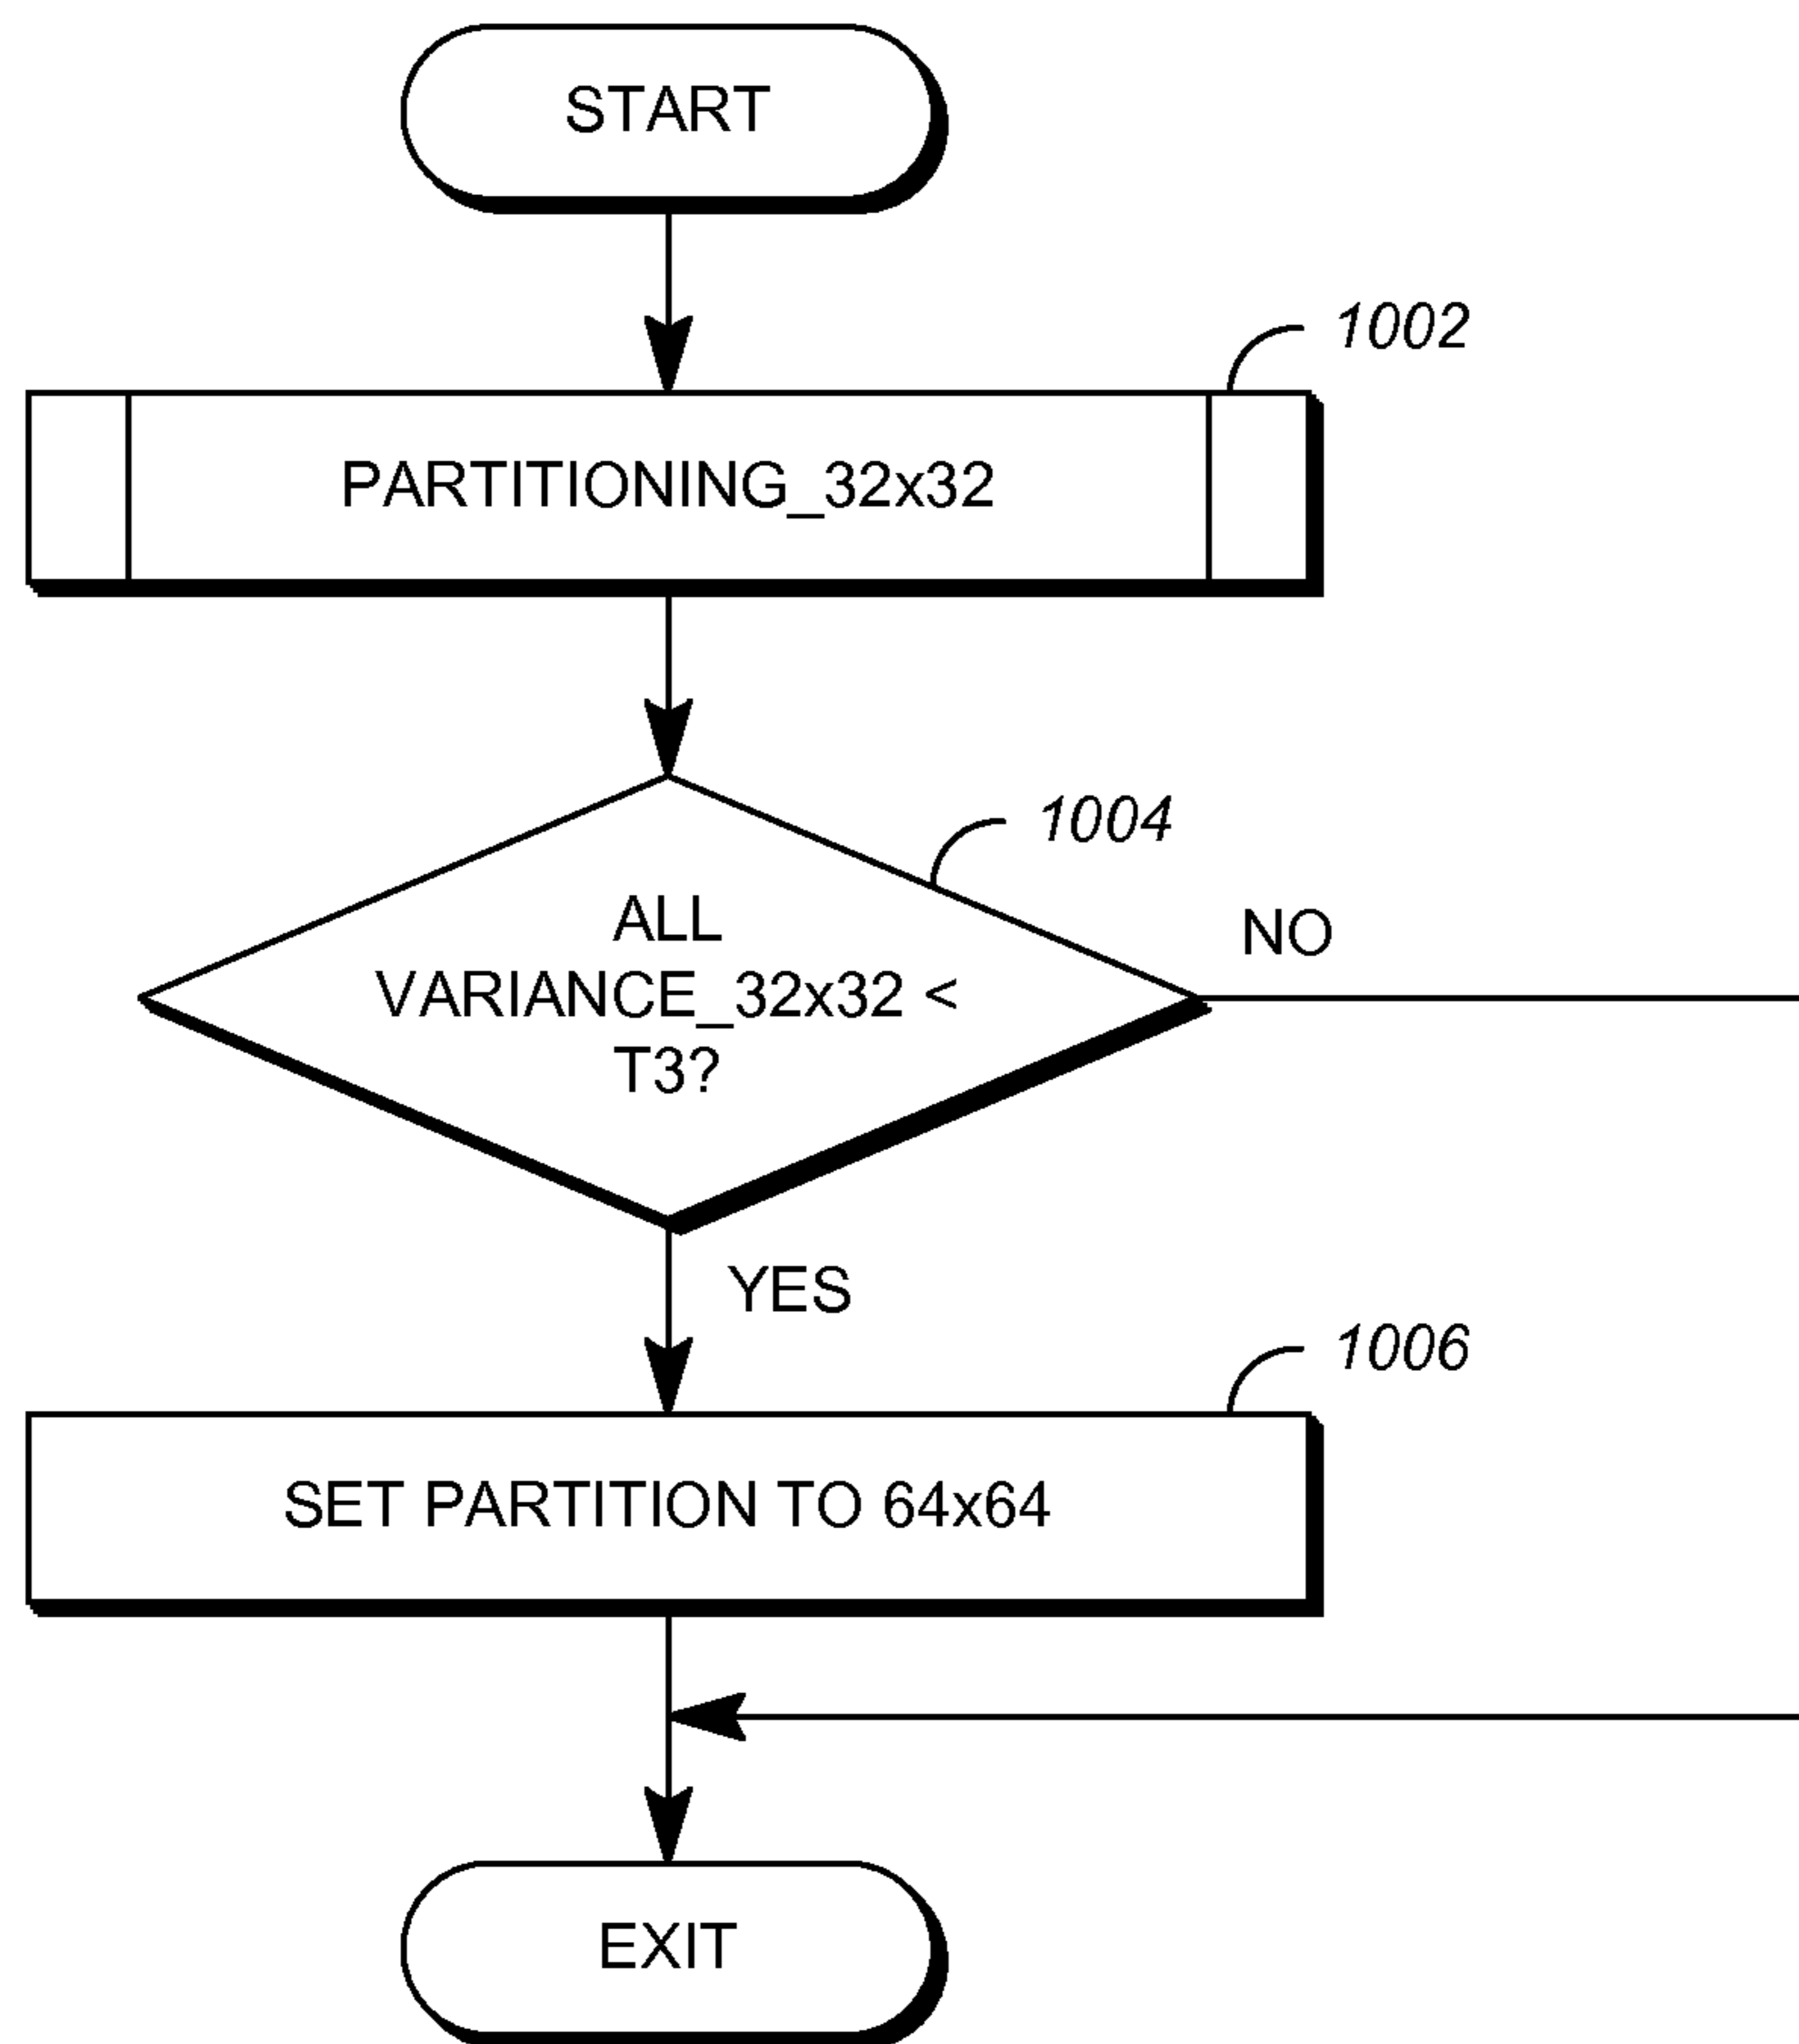 START
1002
PARTITIONING_32x32
1004
ALL
VARIANCE_32x32 <
T3?
NO
YES
1006
SET PARTITION TO 64x64
EXIT